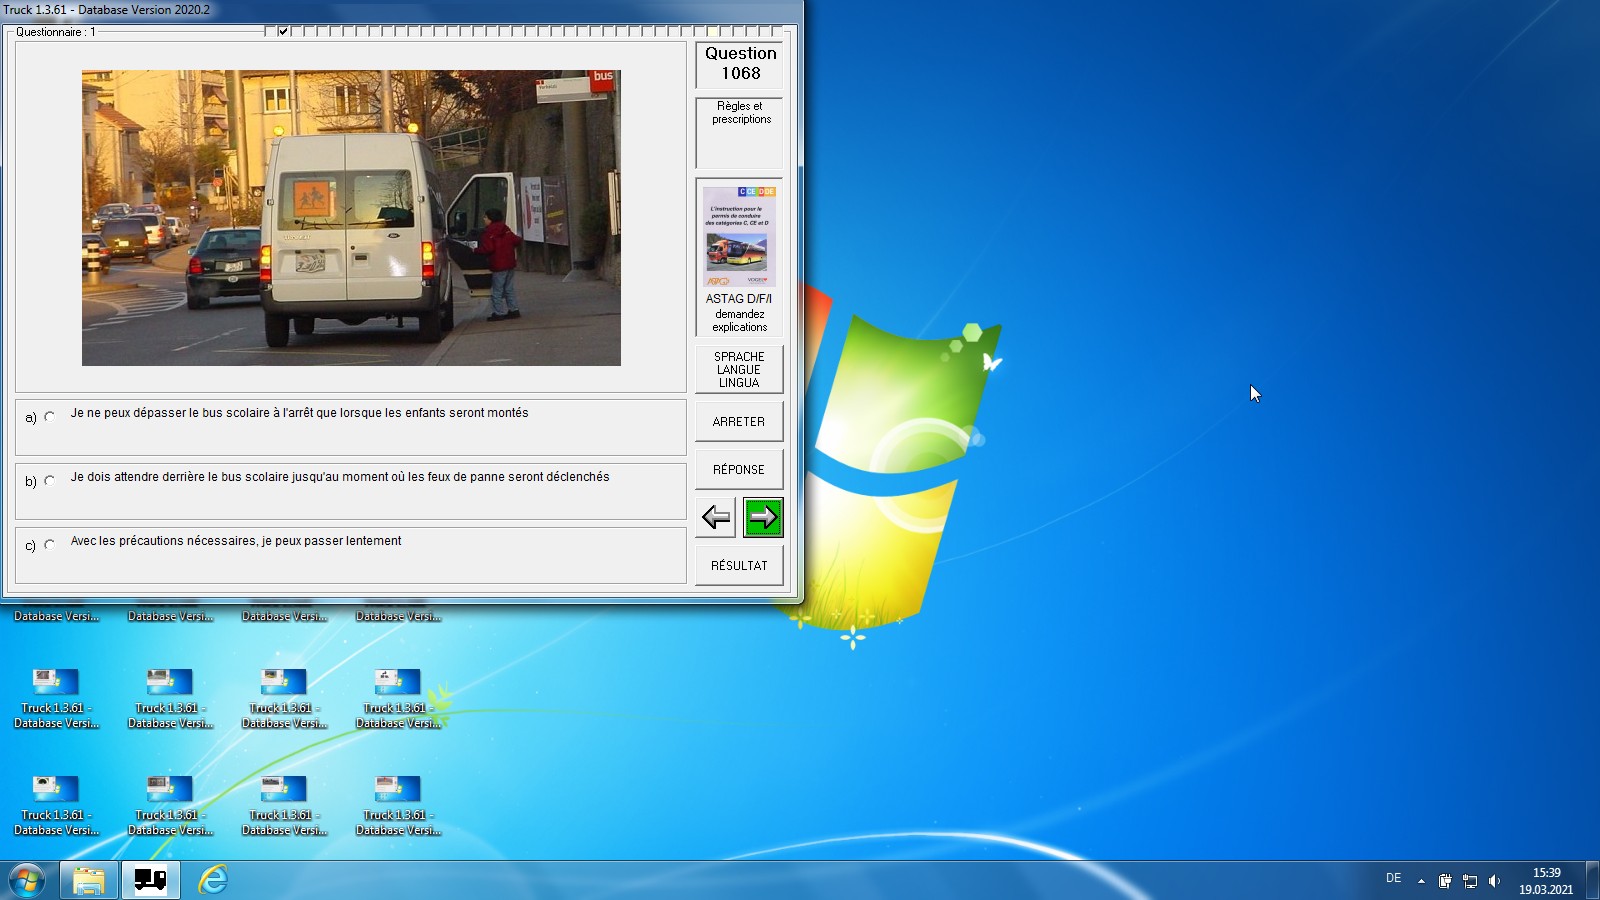 Truck 1.3.61 - Database Version 2020.2
Questionnaire : 1
Question
1068
Règles et
prescriptions
bus
C CE D DE
L'instruction pour le
permis de conduire
des catégories C, CE et D
ASTAG D/F/I
demandez
explications
SPRACHE
LANGUE
LINGUA
ARRETER
RÉPONSE
RÉSULTAT
a) Je ne peux dépasser le bus scolaire à l'arrêt que lorsque les enfants seront montés
b) Je dois attendre derrière le bus scolaire jusqu'au moment où les feux de panne seront déclenchés
c) Avec les précautions nécessaires, je peux passer lentement
Database Versi... Database Versi... Database Versi... Database Versi...
Truck 1.3.61 - Truck 1.3.61 - Truck 1.3.61 - Truck 1.3.61 -
Database Versi... Database Versi... Database Versi... Database Versi...
Truck 1.3.61 - Truck 1.3.61 - Truck 1.3.61 - Truck 1.3.61 -
Database Versi... Database Versi... Database Versi... Database Versi...
DE
15:39
19.03.2021